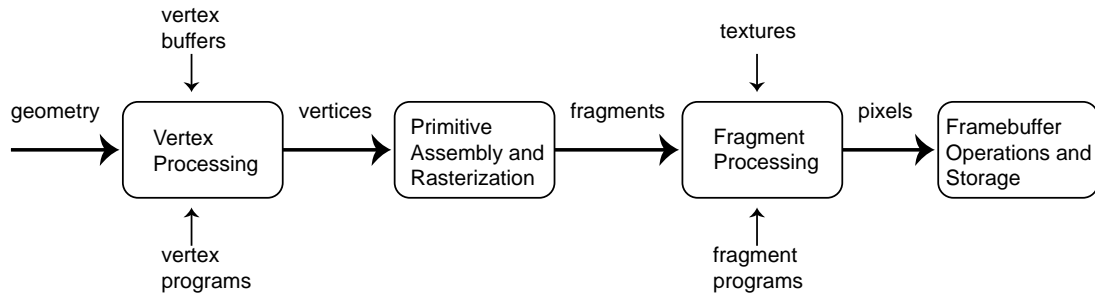 vertex
buffers
textures
geometry
vertices
fragments
pixels
Vertex
Processing
Primitive
Assembly and
Rasterization
Fragment
Processing
Framebuffer
Operations and
Storage
vertex
programs
fragment
programs